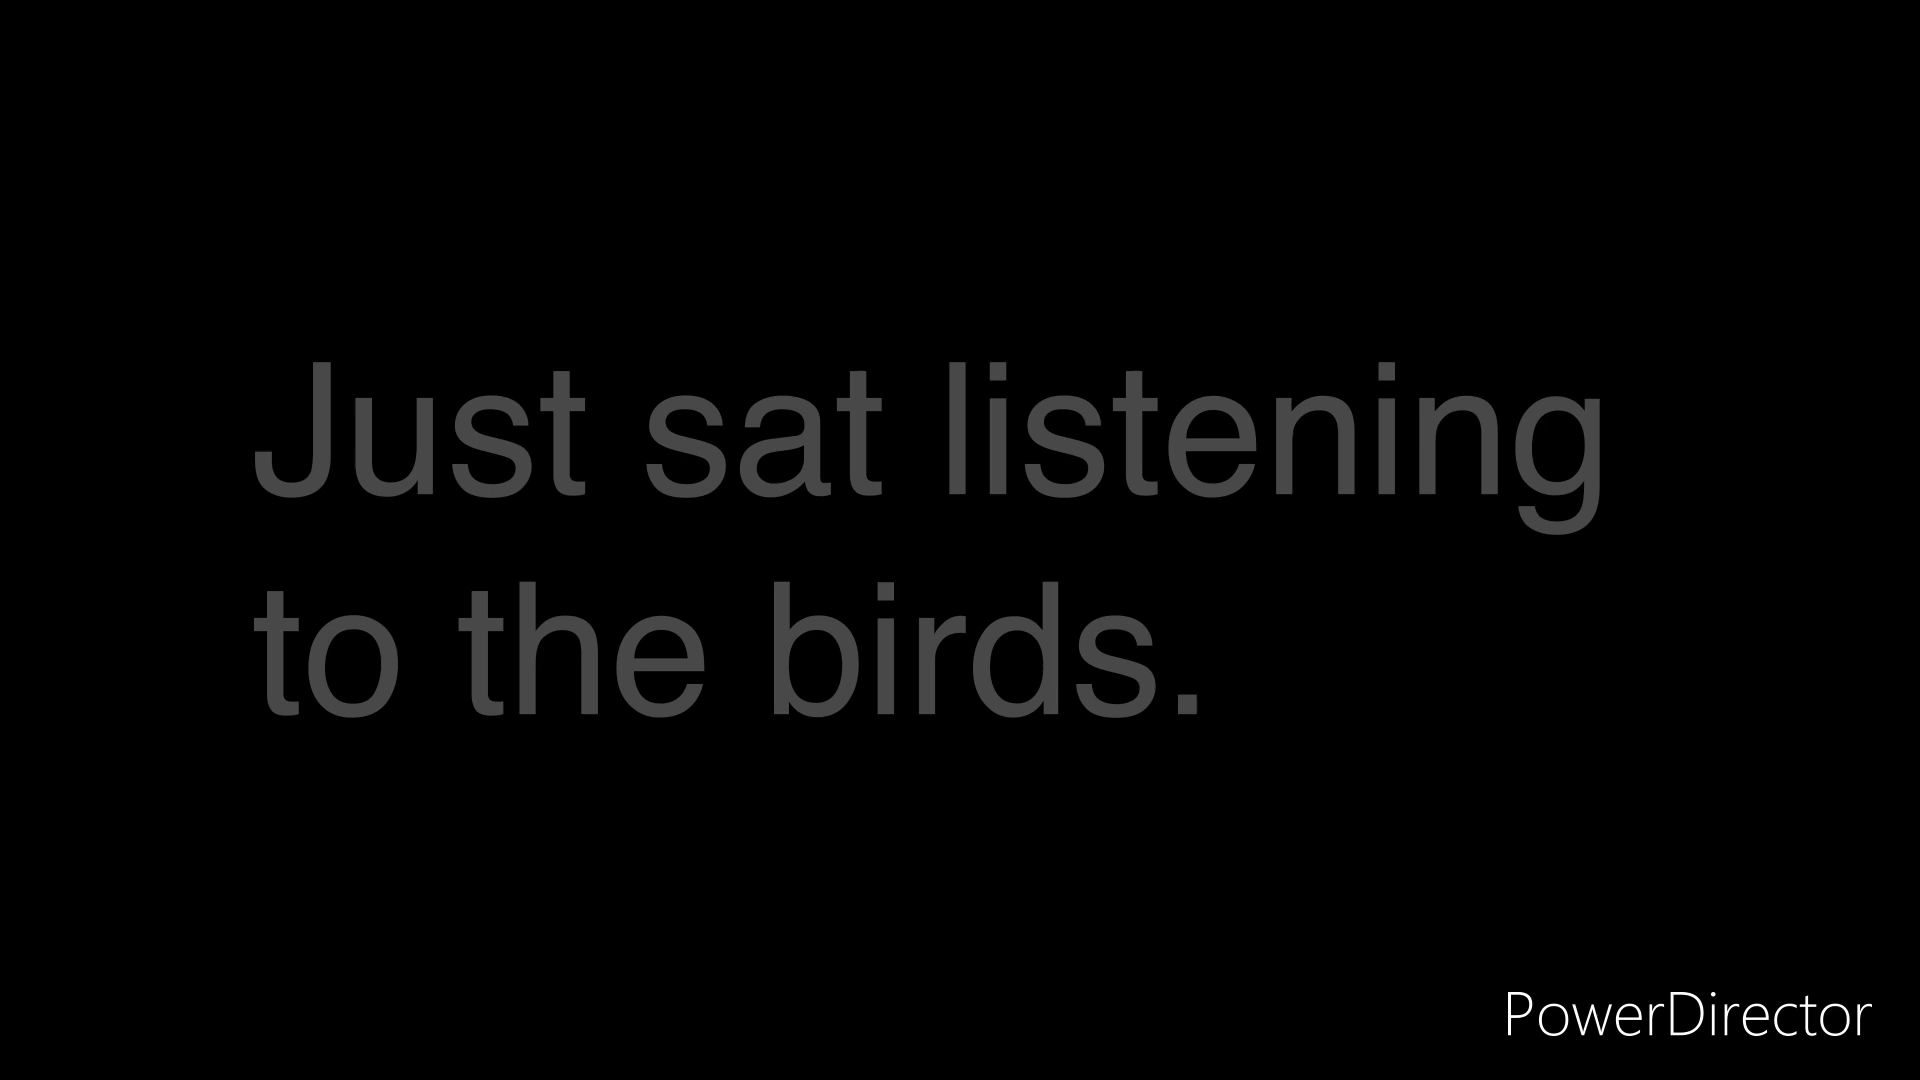 Just sat listening
to the birds.
PowerDirector